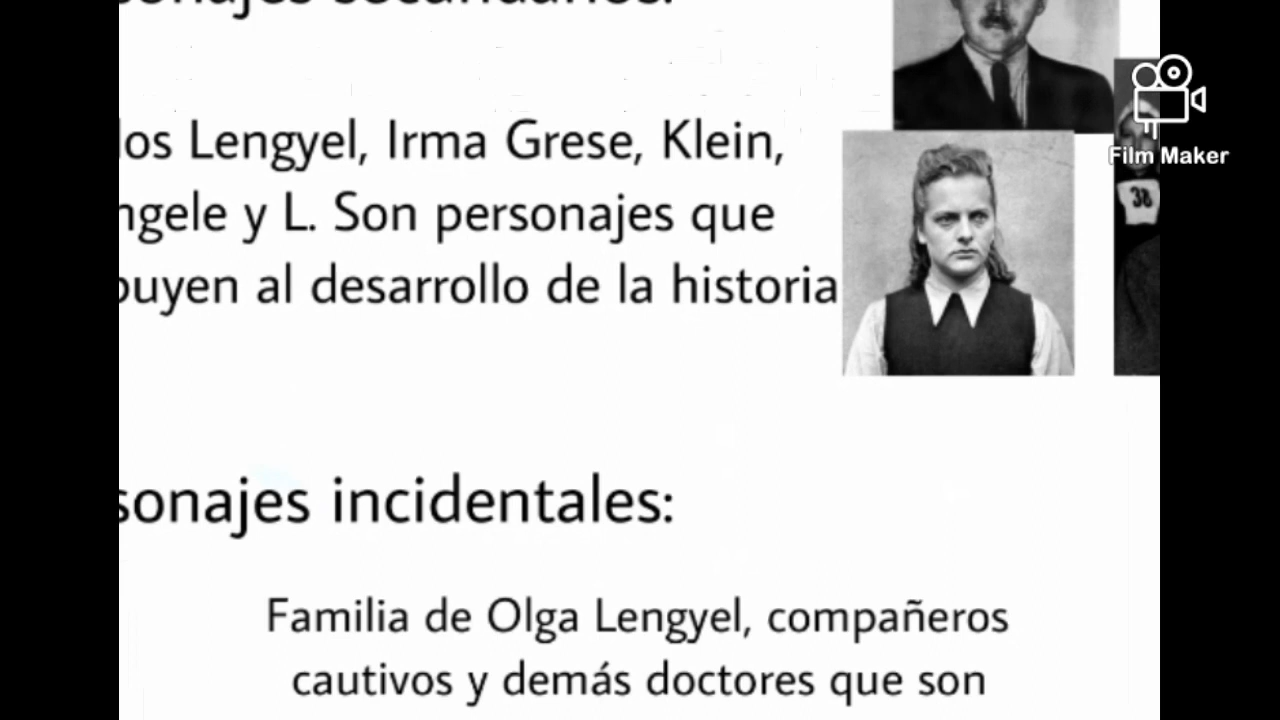 sonajes secundarios:
los Lengyel, Irma Grese, Klein,
ngele y L. Son personajes que
buyen al desarrollo de la historia
sonajes incidentales:
Familia de Olga Lengyel, compañeros
cautivos y demás doctores que son
38
Film Maker